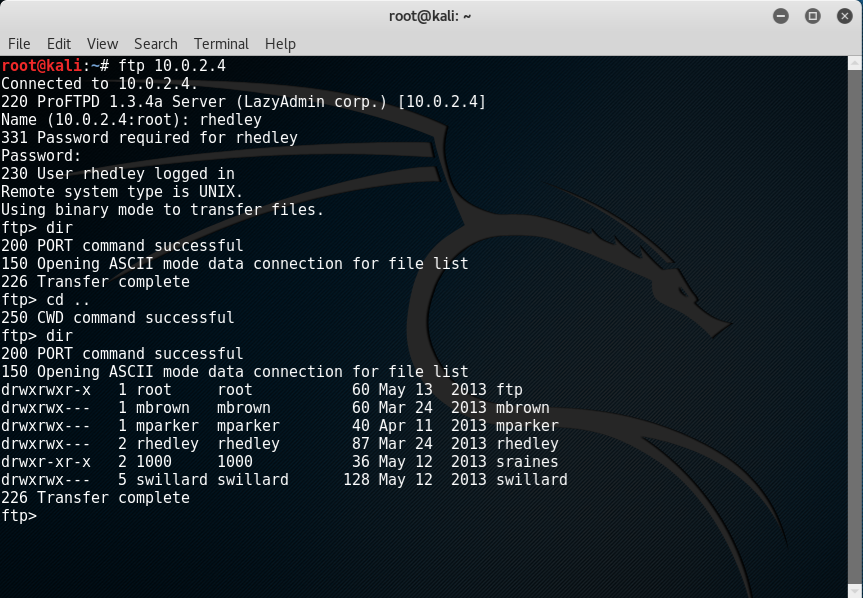 root@kali: ~
File Edit View Search Terminal Help
root@kali:~# ftp 10.0.2.4
Connected to 10.0.2.4.
220 ProFTPD 1.3.4a Server (LazyAdmin corp.) [10.0.2.4]
Name (10.0.2.4:root): rhedley
331 Password required for rhedley
Password:
230 User rhedley logged in
Remote system type is UNIX.
Using binary mode to transfer files.
ftp> dir
200 PORT command successful
150 Opening ASCII mode data connection for file list
226 Transfer complete
ftp> cd ..
250 CWD command successful
ftp> dir
200 PORT command successful
150 Opening ASCII mode data connection for file list
drwxrwxr-x   1 root     root           60 May 13  2013 ftp
drwxrwx---   1 mbrown   mbrown         60 Mar 24  2013 mbrown
drwxrwx---   1 mparker  mparker        40 Apr 11  2013 mparker
drwxrwx---   2 rhedley  rhedley        87 Mar 24  2013 rhedley
drwxr-xr-x   2 1000     1000           36 May 12  2013 sraines
drwxrwx---   5 swillard swillard      128 May 12  2013 swillard
226 Transfer complete
ftp>